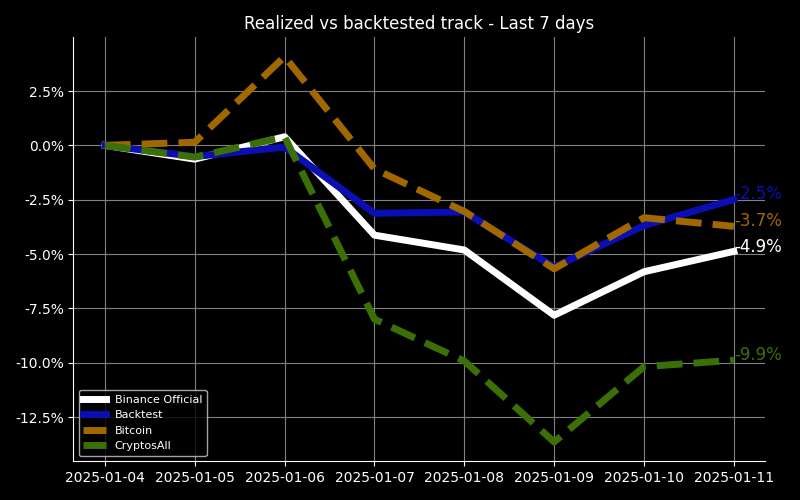 Realized vs backtested track - Last 7 days
2.5%
0.0%
-2.5%
-5.0%
-7.5%
-10.0%
-12.5%
-2.5%
-3.7%
-4.9%
-9.9%
Binance Official
Backtest
Bitcoin
CryptosAll
2025-01-04 2025-01-05 2025-01-06 2025-01-07 2025-01-08 2025-01-09 2025-01-10 2025-01-11